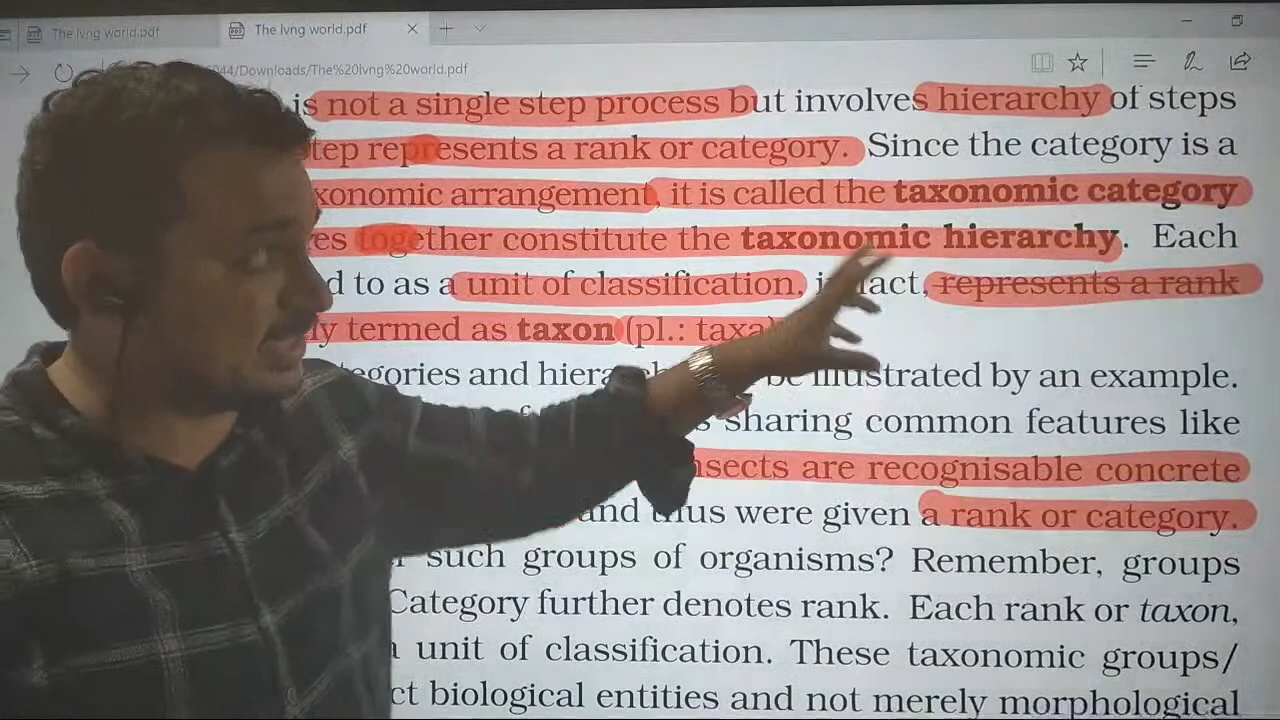 The lvng world.pdf The lvng world.pdf
044/Downloads/The%20lvng%20world.pdf
is not a single step process but involves hierarchy of steps
tep represents a rank or category. Since the category is a
xonomic arrangement, it is called the taxonomic category
es together constitute the taxonomic hierarchy. Each
d to as a unit of classification. in fact, represents a rank
ly termed as taxon (pl.: taxa)
egories and hierarch be illustrated by an example.
s sharing common features like
nsects are recognisable concrete
and thus were given a rank or category.
r such groups of organisms? Remember, groups
Category further denotes rank. Each rank or taxon,
unit of classification. These taxonomic groups/
ct biological entities and not merely morphological